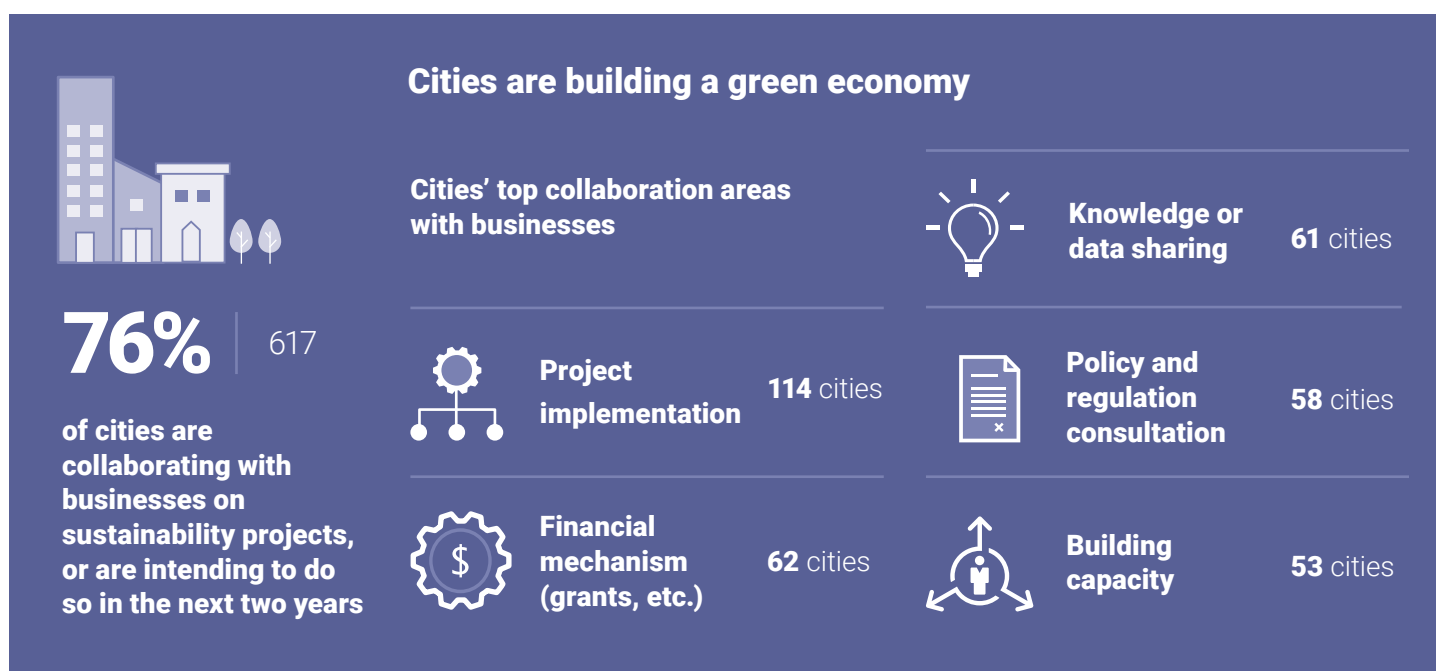 Cities are building a green economy
76%
617
of cities are
collaborating with
businesses on
sustainability projects,
or are intending to do
so in the next two years
Cities’ top collaboration areas
with businesses
Project
implementation
114 cities
$
Financial
mechanism
(grants, etc.)
62 cities
Knowledge or
data sharing
61 cities
Policy and
regulation
consultation
58 cities
Building
capacity
53 cities